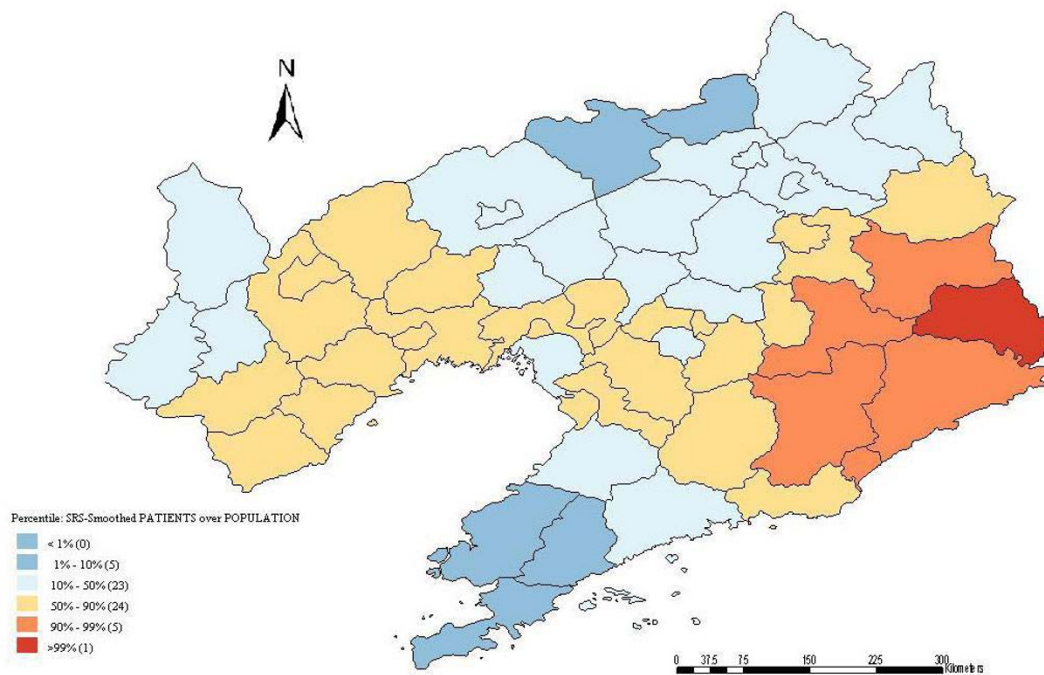 N
Percentile: SRS-Smoothed PATIENTS over POPULATION
< 1% (0)
1% - 10% (5)
10% - 50% (23)
50% - 90% (24)
90% - 99% (5)
>99% (1)
0 37.5 75 150 225 300
Kilometers